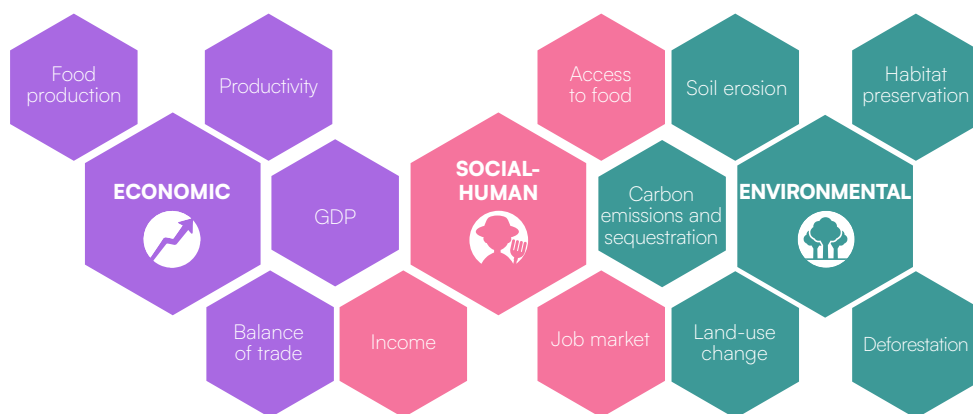 Food
production
Productivity
Access
to food
Soil erosion
Habitat
preservation
ECONOMIC
GDP
SOCIAL-
HUMAN
Carbon
emissions and
sequestration
ENVIRONMENTAL
Balance
of trade
Income
Job market
Land-use
change
Deforestation